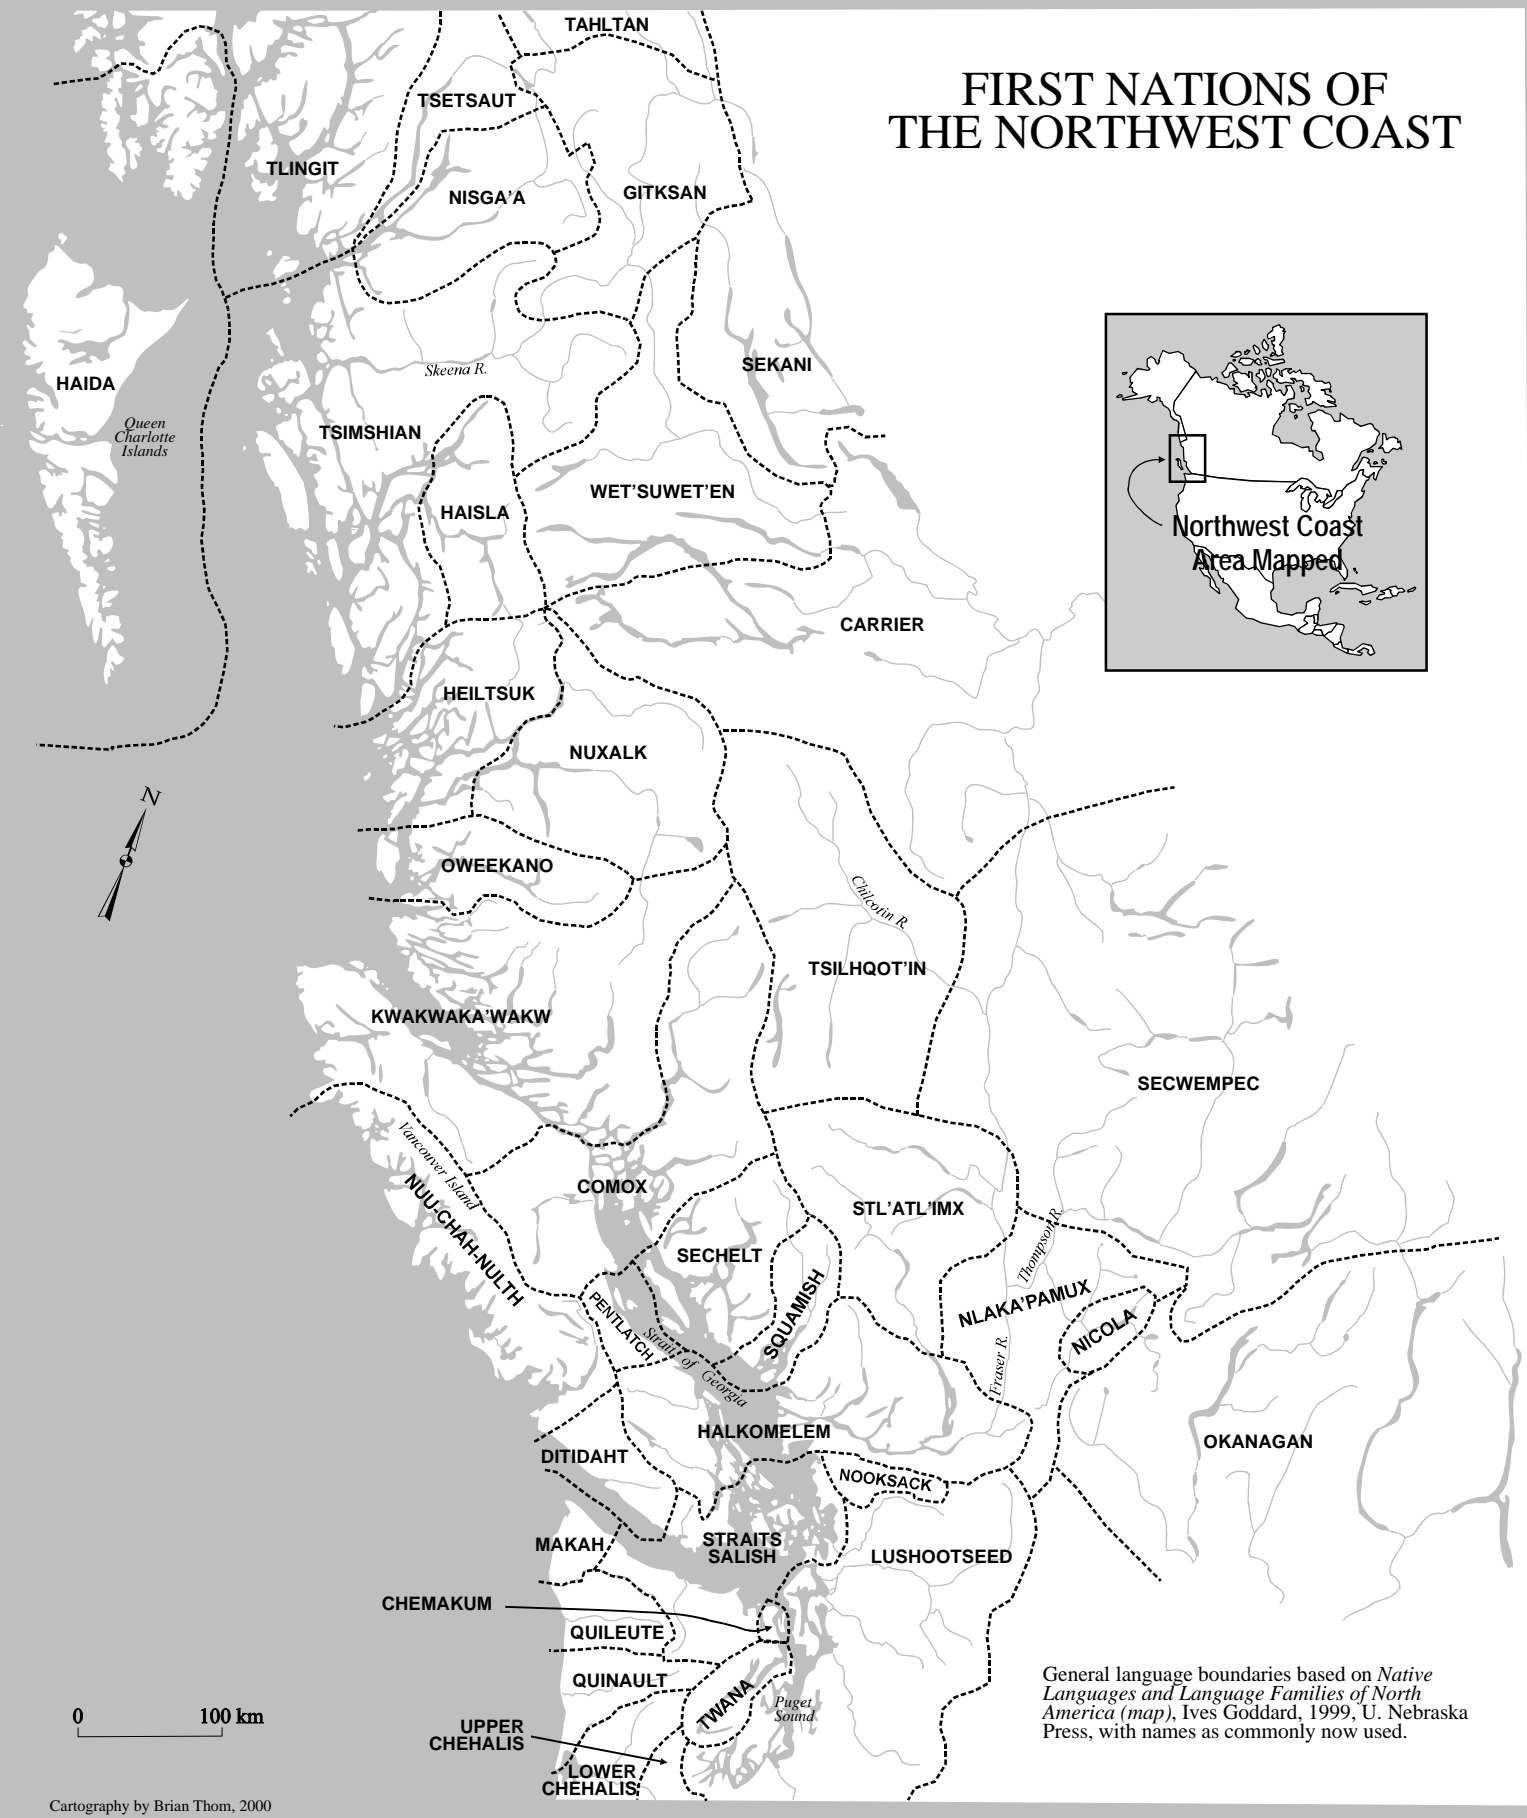 FIRST NATIONS OF
THE NORTHWEST COAST
TAHLTAN
TSETSAUT
TLINGIT
NISGA'A
GITKSAN
HAIDA
Queen
Charlotte
Islands
Skeena R.
SEKANI
TSIMSHIAN
HAISLA
WET'SUWET'EN
Northwest Coast
Area Mapped
CARRIER
HEILTSUK
NUXALK
N
OWEEKANO
Chilcotin R.
TSILHQOT'IN
KWAKWAKA'WAKW
SECWEMPEC
Vancouver Island
NUU-CHAH-NULTH
COMOX
STL'ATL'IMX
SECHELT
SQUAMISH
Thompson R.
NLAKA'PAMUX
NICOLA
PENTLATCH
Strait of Georgia
Fraser R.
HALKOMELEM
OKANAGAN
DITIDAHT
NOOKSACK
MAKAH
STRAITS
SALISH
LUSHOOTSEED
CHEMAKUM
QUILEUTE
QUINAULT
TWANA
Puget
Sound
UPPER
CHEHALIS
LOWER
CHEHALIS
0 100 km
General language boundaries based on Native
Languages and Language Families of North
America (map), Ives Goddard, 1999, U. Nebraska
Press, with names as commonly now used.
Cartography by Brian Thom, 2000